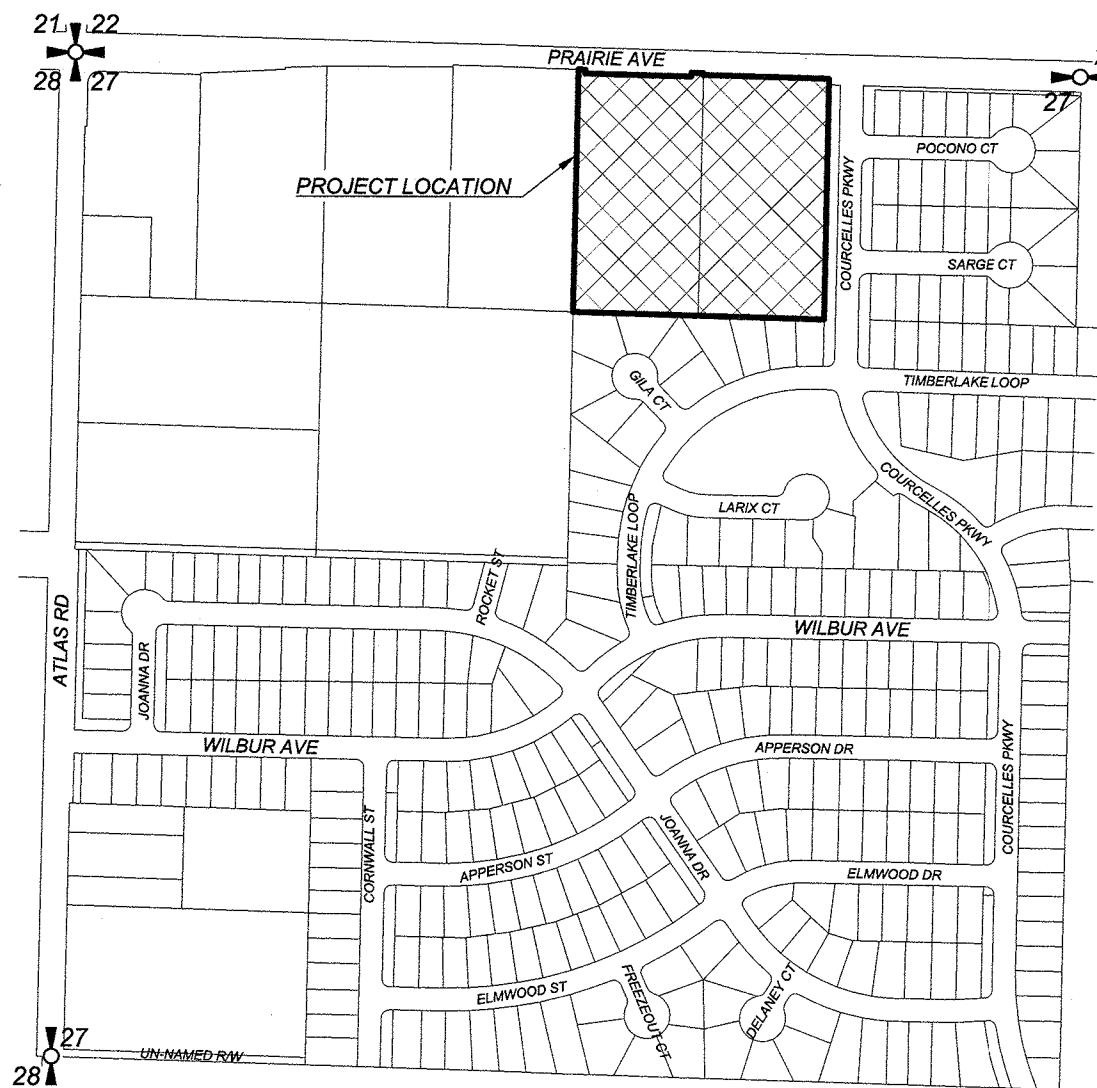 21 22
PRAIRIE AVE
28 27
27
POCONO CT
PROJECT LOCATION
COURCELLES PKWY
SARGE CT
GILA CT
TIMBERLAKE LOOP
COURCELLES PKWY
LARIX CT
TIMBERLAKE LOOP
ROCKET ST
ATLAS RD
WILBUR AVE
JOANNA DR
WILBUR AVE
APPERSON DR
COURCELLES PKWY
CORNWALL ST
JOANNA DR
APPERSON ST
ELMWOOD DR
ELMWOOD ST
FREEZEOUT CT
DELANEY CT
27
UN-NAMED R/W
28